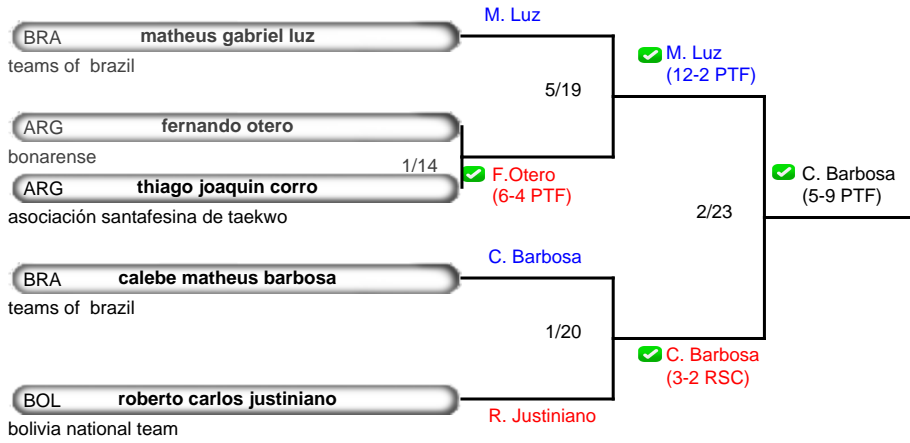 M. Luz
BRA matheus gabriel luz
teams of  brazil
M. Luz
(12-2 PTF)
5/19
ARG fernando otero
bonarense
1/14
F.Otero
(6-4 PTF)
ARG thiago joaquin corro
asociación santafesina de taekwo
C. Barbosa
(5-9 PTF)
2/23
C. Barbosa
BRA calebe matheus barbosa
teams of  brazil
1/20
C. Barbosa
(3-2 RSC)
BOL roberto carlos justiniano
R. Justiniano
bolivia national team